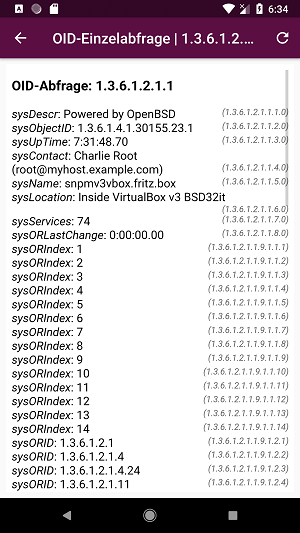 6:34
OID-Einzelabfrage | 1.3.6.1.2....
OID-Abfrage: 1.3.6.1.2.1.1
sysDescr: Powered by OpenBSD (1.3.6.1.2.1.1.1.0)
sysObjectID: 1.3.6.1.4.1.30155.23.1 (1.3.6.1.2.1.1.2.0)
sysUpTime: 7:31:48.70 (1.3.6.1.2.1.1.3.0)
sysContact: Charlie Root
(root@myhost.example.com) (1.3.6.1.2.1.1.4.0)
sysName: snpmv3vbox.fritz.box (1.3.6.1.2.1.1.5.0)
sysLocation: Inside VirtualBox v3 BSD32it
(1.3.6.1.2.1.1.6.0)
sysServices: 74 (1.3.6.1.2.1.1.7.0)
sysORLastChange: 0:00:00.00 (1.3.6.1.2.1.1.8.0)
sysORIndex: 1 (1.3.6.1.2.1.1.9.1.1.1)
sysORIndex: 2 (1.3.6.1.2.1.1.9.1.1.2)
sysORIndex: 3 (1.3.6.1.2.1.1.9.1.1.3)
sysORIndex: 4 (1.3.6.1.2.1.1.9.1.1.4)
sysORIndex: 5 (1.3.6.1.2.1.1.9.1.1.5)
sysORIndex: 6 (1.3.6.1.2.1.1.9.1.1.6)
sysORIndex: 7 (1.3.6.1.2.1.1.9.1.1.7)
sysORIndex: 8 (1.3.6.1.2.1.1.9.1.1.8)
sysORIndex: 9 (1.3.6.1.2.1.1.9.1.1.9)
sysORIndex: 10 (1.3.6.1.2.1.1.9.1.1.10)
sysORIndex: 11 (1.3.6.1.2.1.1.9.1.1.11)
sysORIndex: 12 (1.3.6.1.2.1.1.9.1.1.12)
sysORIndex: 13 (1.3.6.1.2.1.1.9.1.1.13)
sysORIndex: 14 (1.3.6.1.2.1.1.9.1.1.14)
sysORID: 1.3.6.1.2.1 (1.3.6.1.2.1.1.9.1.2.1)
sysORID: 1.3.6.1.2.1.4 (1.3.6.1.2.1.1.9.1.2.2)
sysORID: 1.3.6.1.2.1.4.24 (1.3.6.1.2.1.1.9.1.2.3)
sysORID: 1.3.6.1.2.1.11 (1.3.6.1.2.1.1.9.1.2.4)